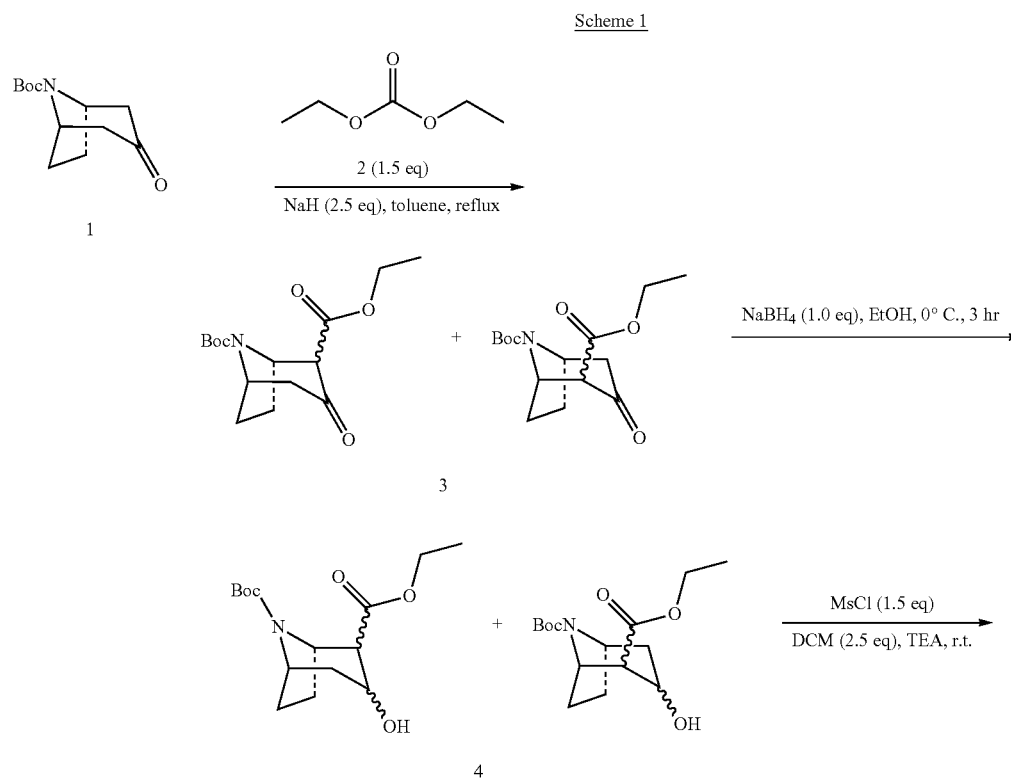 Scheme 1
BocN
O
O
O
O
2 (1.5 eq)
NaH (2.5 eq), toluene, reflux
1
O
O
BocN
O
+
O
O
BocN
O
NaBH4 (1.0 eq), EtOH, 0° C., 3 hr
3
O
O
Boc
N
OH
+
O
O
BocN
OH
MsCl (1.5 eq)
DCM (2.5 eq), TEA, r.t.
4